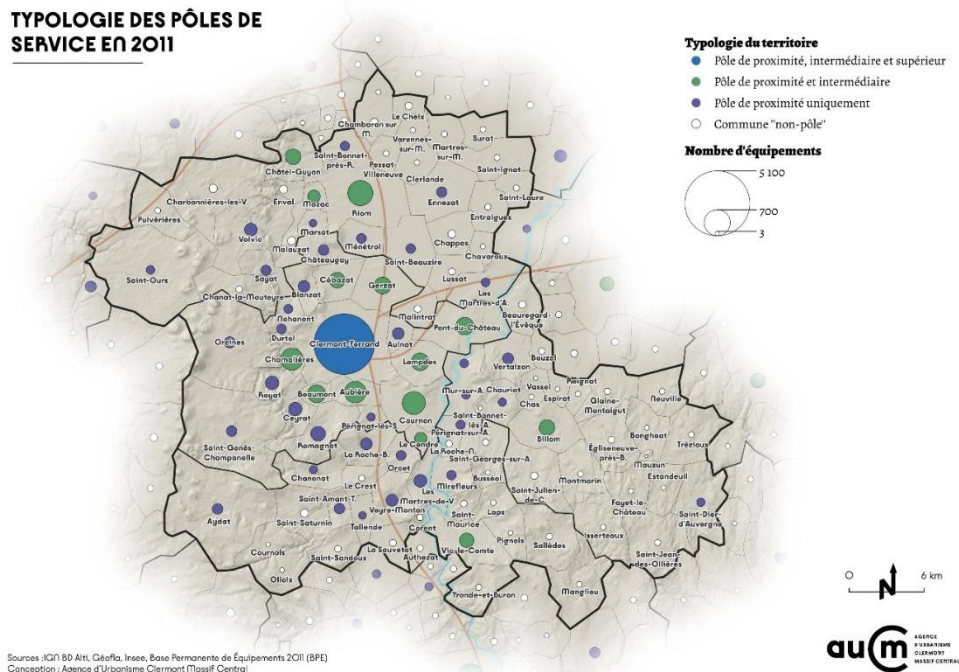 TYPOLOGIE DES PÔLES DE
SERVICE EN 2011
Typologie du territoire
Pôle de proximité, intermédiaire et supérieur
Pôle de proximité et intermédiaire
Pôle de proximité uniquement
Commune "non-pôle"
Nombre d'équipements
5 100
700
3
Le Cheix
Chambaron sur
M.
Varennes-
sur-M.
Martres-
sur-M.
Surat
Saint-Bonnet-
près-R.
Pessat-
Villeneuve
Saint-Ignat
Châtel-Guyon
Clerlande
Charbonnières-les-V.
Enval
Mozac
Riom
Ennezat
Saint-Laure
Entraigues
Pulvérières
Volvic
Marsat
Malauzat
Ménétrol
Chappes
Chavaroux
Châteaugay
Saint-Beauzire
Saint-Ours
Sayat
Cébazat
Gerzat
Lussat
Blanzat
Les
Martres-d'A.
Chanat-la-Mouteyre
Nohanent
Malintrat
Beauregard-
l'Évêque
Durtol
Pont-du-Château
Orcines
Clermont-Ferrand
Aulnat
Chamalières
Lempdes
Vertaizon
Bouzel
Royat
Beaumont
Aubière
Mur-sur-A.
Chauriat
Vassel
Reignat
Chas
Espirat
Glaine-
Montaigut
Neuville
Ceyrat
Cournon
Saint-Bonnet-
lès-A.
Pérignat-lès-S.
Pérignat-sur-A.
Billom
Bongheat
Trézioux
Romagnat
Le Cendre
Saint-Genès-
Champanelle
La Roche-B.
La Roche-N.
Saint-Georges-sur-A.
Égliseneuve-
près-B.
Mauzun
Estandeuil
Orcet
Chanonat
Mirefleurs
Busséol
Montmorin
Le Crest
Les
Martres-de-V.
Saint-Julien-
de-C.
Saint-Amant-T.
Veyre-Monton
Laps
Fayet-le-
Château
Saint-Dier-
d'Auvergne
Aydat
Saint-Saturnin
Tallende
Saint-
Maurice
Corent
Isserteaux
Pignols
Sallèdes
Cournols
La Sauvetat
Authezat
Vic-le-Comte
Saint-Sandoux
Saint-Jean-
des-Ollières
Olloix
Yronde-et-Buron
Manglieu
O
N
6 km
auCm
AGENCE
D'URBANISME
CLERMONT
MASSIF CENTRAL
Sources : IGN BD Alti, Géofla, Insee, Base Permanente de Équipements 2011 (BPE)
Conception : Agence d'Urbanisme Clermont Massif Central